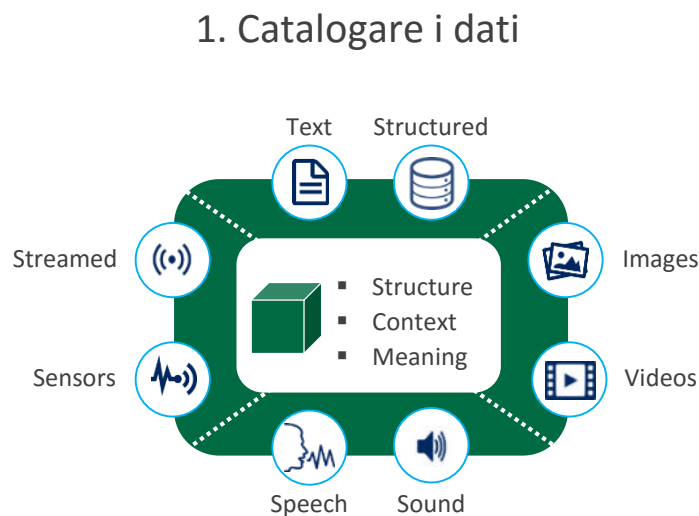 1. Catalogare i dati
Text Structured
Streamed
Images
▪ Structure
▪ Context
▪ Meaning
Sensors
Videos
Speech Sound